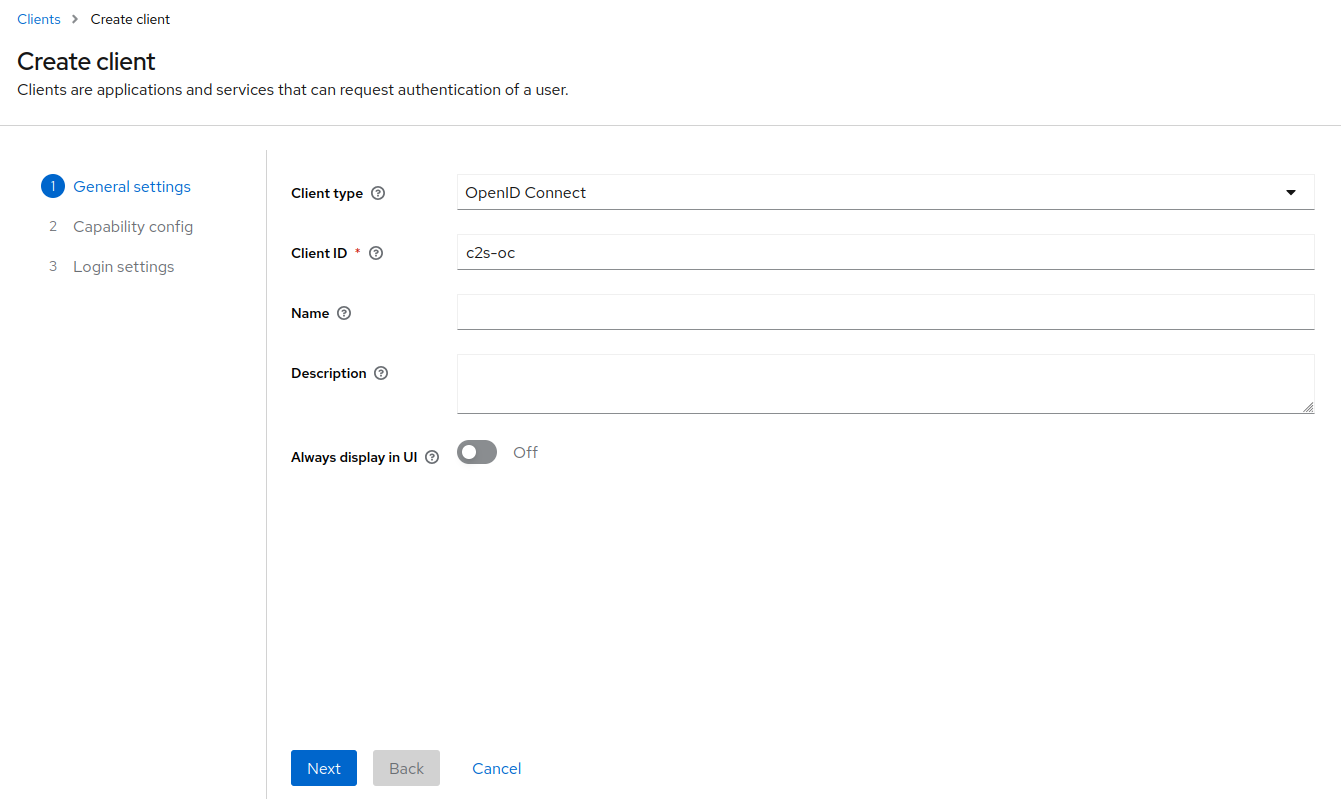 Clients > Create client
Create client
Clients are applications and services that can request authentication of a user.
1 General settings
2 Capability config
3 Login settings
Client type ? OpenID Connect
Client ID * ? c2s-oc
Name ?
Description ?
Always display in UI ? Off
Next Back Cancel